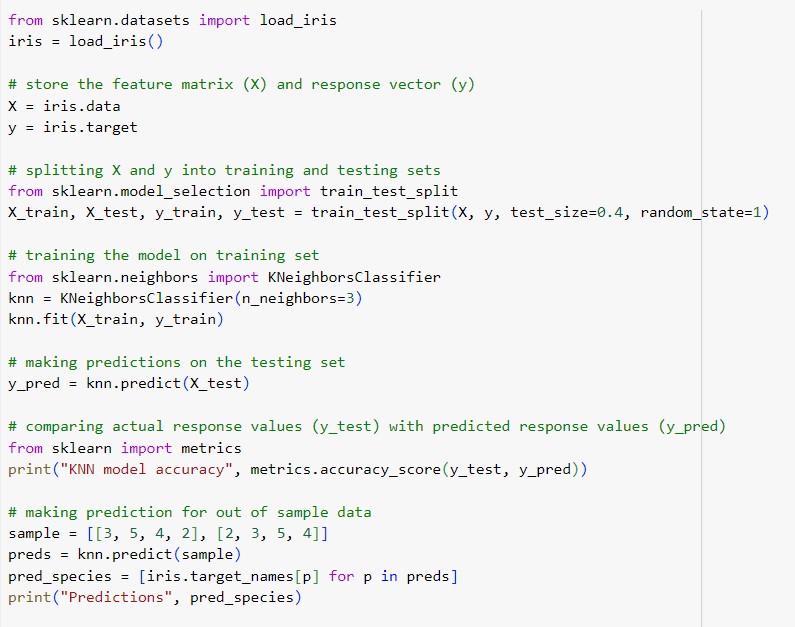 from sklearn.datasets import load_iris
iris = load_iris()
# store the feature matrix (X) and response vector (y)
X = iris.data
y = iris.target
# splitting X and y into training and testing sets
from sklearn.model_selection import train_test_split
X_train, X_test, y_train, y_test = train_test_split(X, y, test_size=0.4, random_state=1)
# training the model on training set
from sklearn.neighbors import KNeighborsClassifier
knn = KNeighborsClassifier(n_neighbors=3)
knn.fit(X_train, y_train)
# making predictions on the testing set
y_pred = knn.predict(X_test)
# comparing actual response values (y_test) with predicted response values (y_pred)
from sklearn import metrics
print("KNN model accuracy", metrics.accuracy_score(y_test, y_pred))
# making prediction for out of sample data
sample = [[3, 5, 4, 2], [2, 3, 5, 4]]
preds = knn.predict(sample)
pred_species = [iris.target_names[p] for p in preds]
print("Predictions", pred_species)